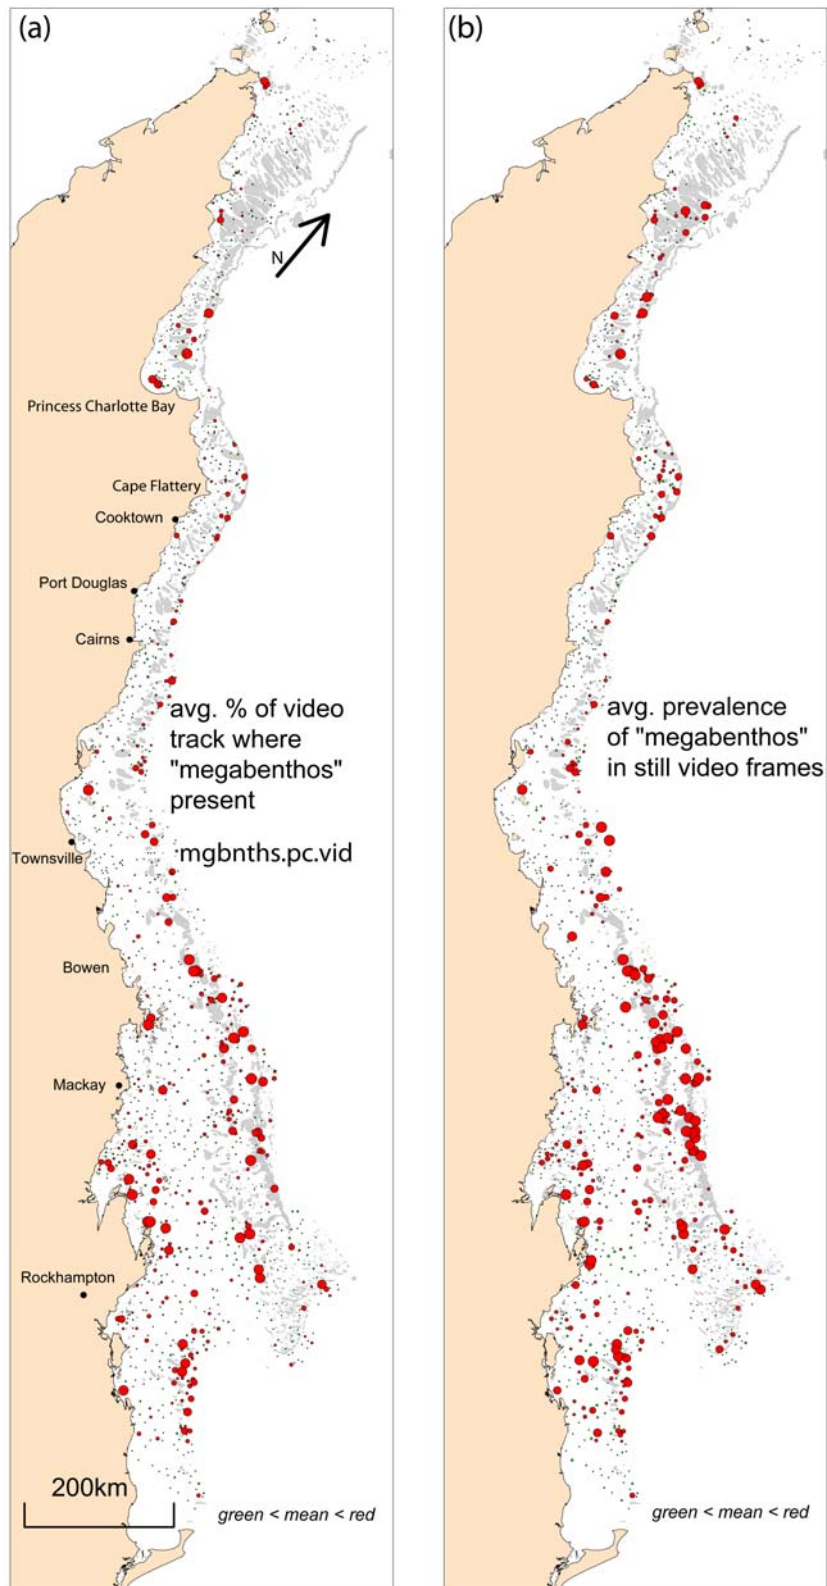 (a)
N
Princess Charlotte Bay
Cape Flattery
Cooktown
Port Douglas
Cairns
avg. % of video
track where
"megabenthos"
present
mgbnths.pc.vid
Townsville
Bowen
Mackay
Rockhampton
200km
green < mean < red
(b)
avg. prevalence
of "megabenthos"
in still video frames
green < mean < red